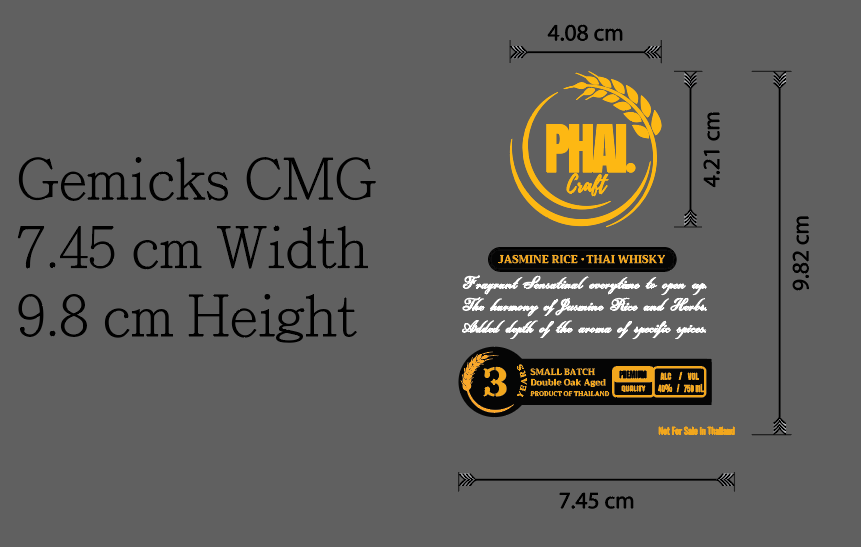 4.08 cm
PHAI.
Craft
4.21 cm
Gemicks CMG
7.45 cm Width
9.8 cm Height
9.82 cm
JASMINE RICE • THAI WHISKY
Fragrant Sensatinal everytime to open up.
The harmony of Jasmine Rice and Herbs.
Added depth of the aroma of specific spices.
3 YEARS
SMALL BATCH
Double Oak Aged
PRODUCT OF THAILAND
PREMIUM
QUALITY
ALC / VOL
40% / 750 mL
Not For Sale In Thailand
7.45 cm